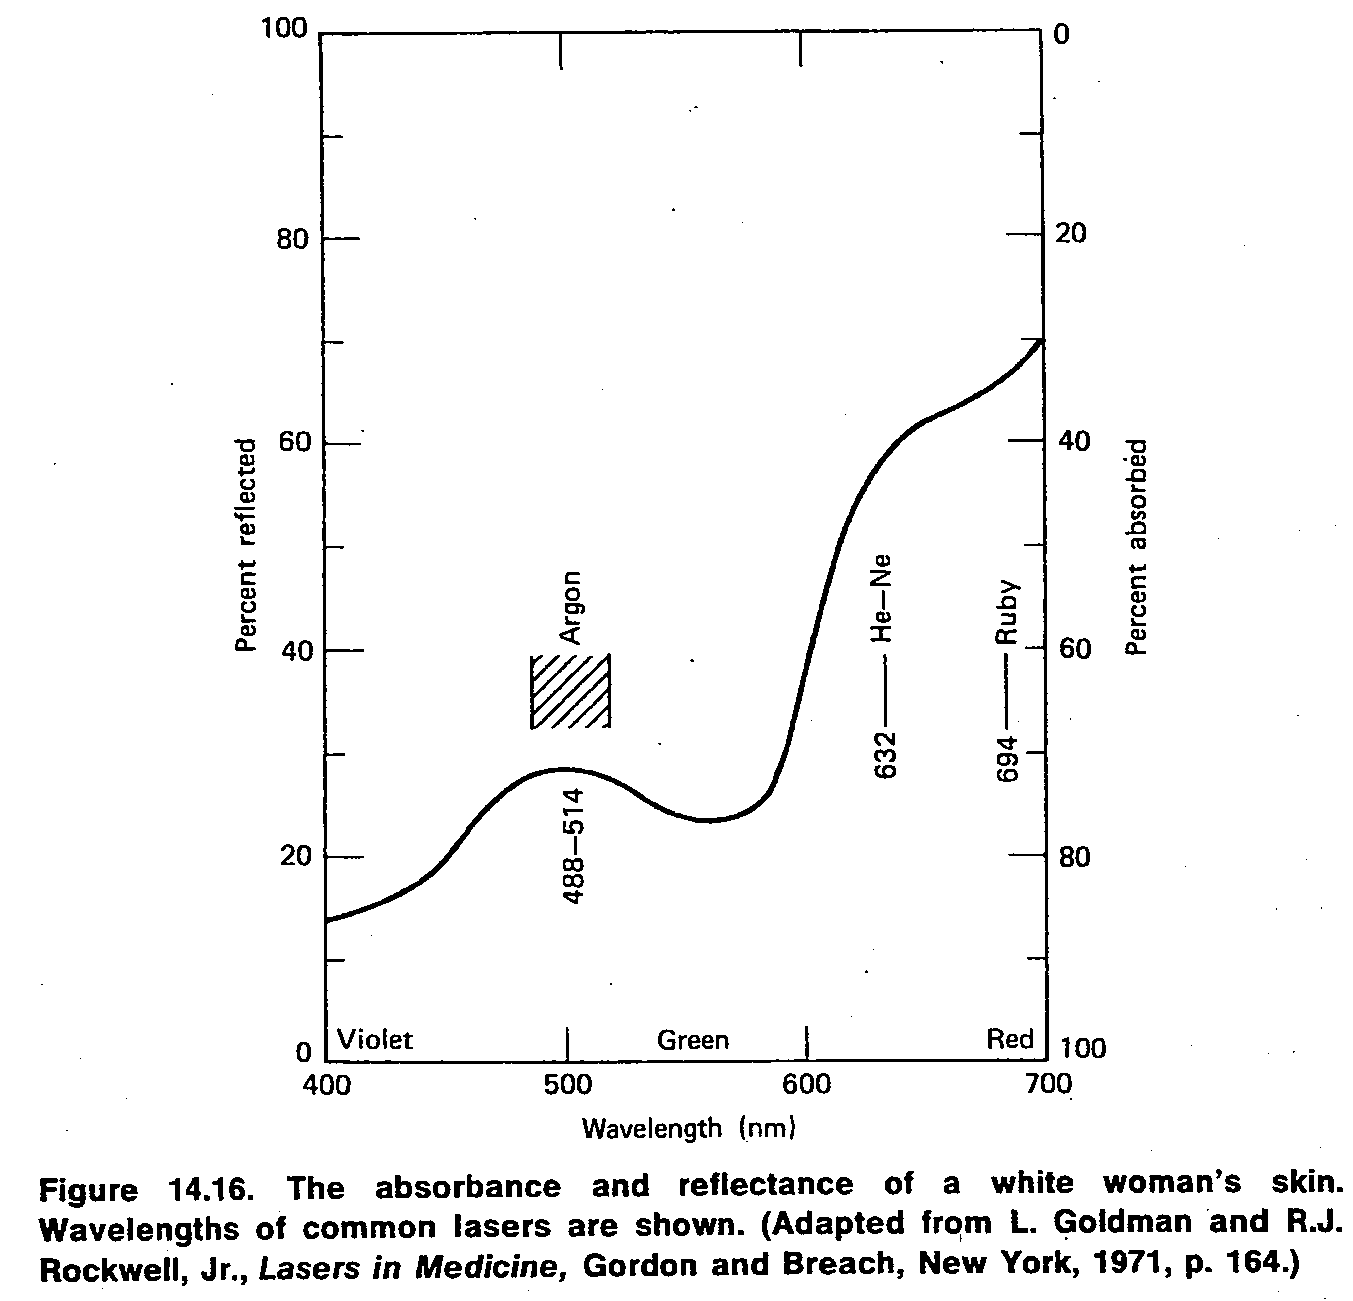 100
0
80
20
60
40
Percent reflected
Percent absorbed
Argon
He–Ne
Ruby
40
60
632
694
488–514
20
80
Violet
Green
Red
0
100
400
500
600
700
Wavelength (nm)
Figure 14.16. The absorbance and reflectance of a white woman's skin.
Wavelengths of common lasers are shown. (Adapted from L. Goldman and R.J.
Rockwell, Jr., Lasers in Medicine, Gordon and Breach, New York, 1971, p. 164.)